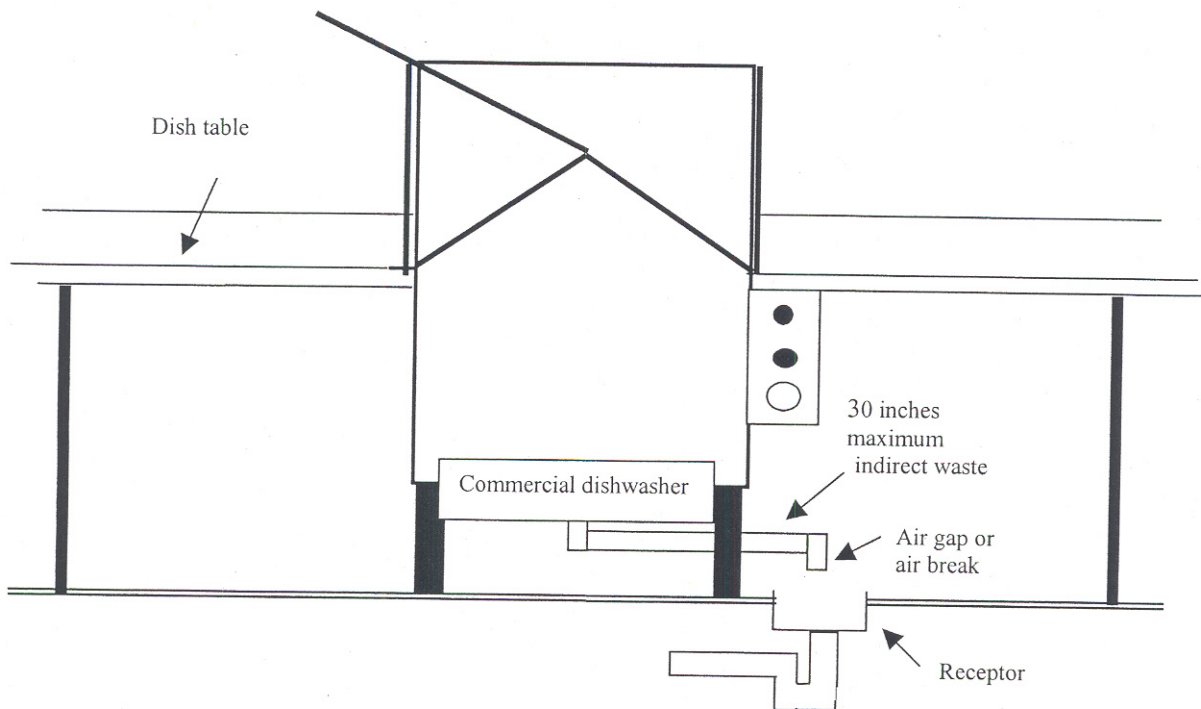 Dish table
30 inches
maximum
indirect waste
Commercial dishwasher
Air gap or
air break
Receptor